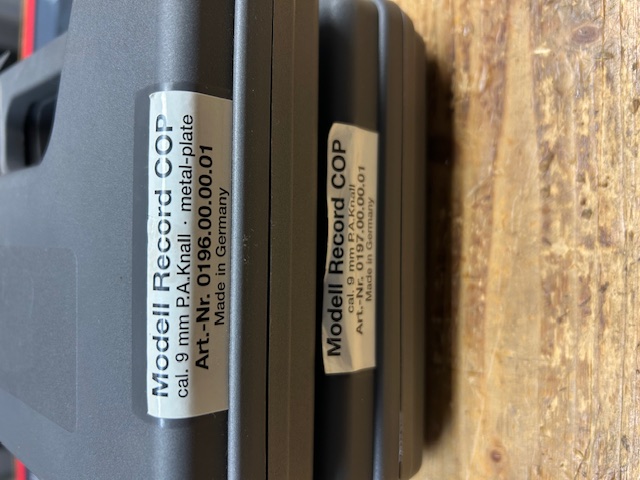 Modell Record COP
cal. 9 mm P.A.Knall · metal-plate
Art.-Nr. 0196.00.00.01
Made in Germany
Modell Record COP
cal. 9 mm P.A.Knall
Art.-Nr. 0197.00.00.01
Made in Germany